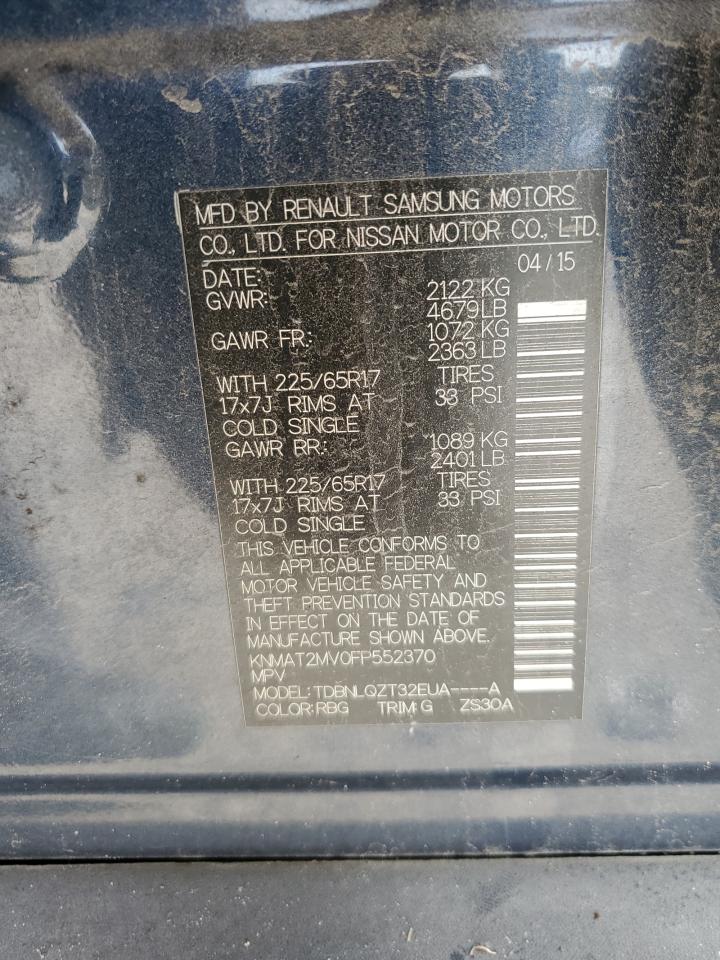 MFD BY RENAULT SAMSUNG MOTORS
CO., LTD. FOR NISSAN MOTOR CO., LTD.
DATE: 04/15
GVWR: 2122 KG
4679 LB
GAWR FR.: 1072 KG
2363 LB
WITH 225/65R17 TIRES
17x7J RIMS AT 33 PSI
COLD SINGLE
GAWR RR.: 1089 KG
2401 LB
WITH 225/65R17 TIRES
17x7J RIMS AT 33 PSI
COLD SINGLE
THIS VEHICLE CONFORMS TO
ALL APPLICABLE FEDERAL
MOTOR VEHICLE SAFETY AND
THEFT PREVENTION STANDARDS
IN EFFECT ON THE DATE OF
MANUFACTURE SHOWN ABOVE.
KNMAT2MV0FP552370
MPV
MODEL: TDBNLQZT32EUA----A
COLOR:RBG TRIM:G ZS30A